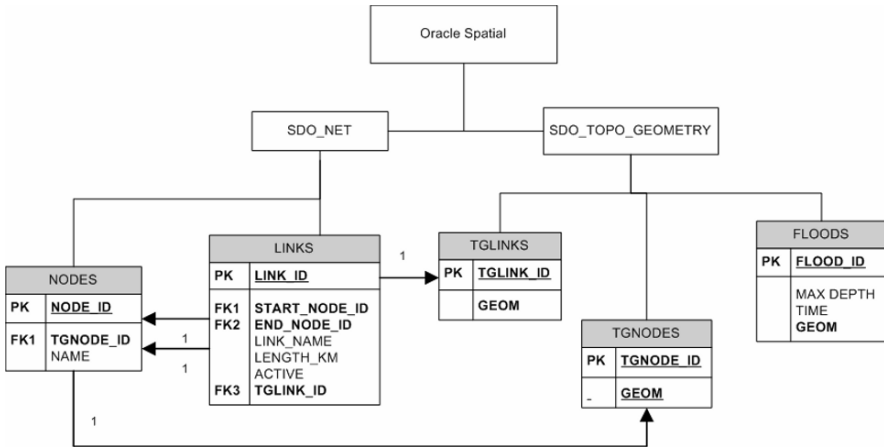 Oracle Spatial
SDO_NET
SDO_TOPO_GEOMETRY
NODES
PK NODE_ID
FK1 TGNODE_ID
NAME
LINKS
PK LINK_ID
FK1 START_NODE_ID
FK2 END_NODE_ID
LINK_NAME
LENGTH_KM
ACTIVE
FK3 TGLINK_ID
1
1
1
1
TGLINKS
PK TGLINK_ID
GEOM
TGNODES
PK TGNODE_ID
_ GEOM
FLOODS
PK FLOOD_ID
MAX DEPTH
TIME
GEOM